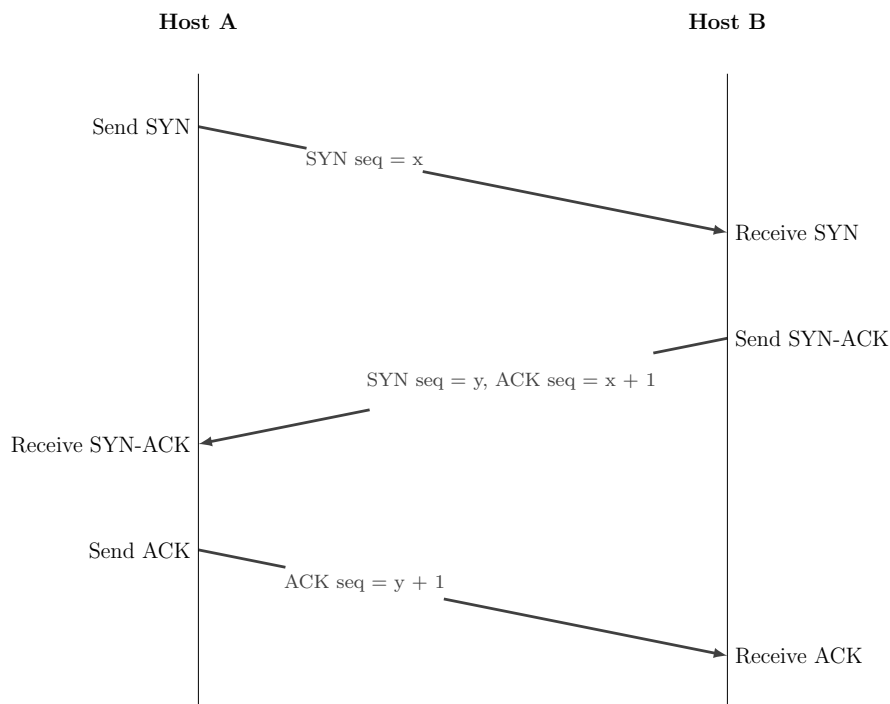 Host A
Host B
Send SYN
SYN seq = x
Receive SYN
Send SYN-ACK
SYN seq = y, ACK seq = x + 1
Receive SYN-ACK
Send ACK
ACK seq = y + 1
Receive ACK